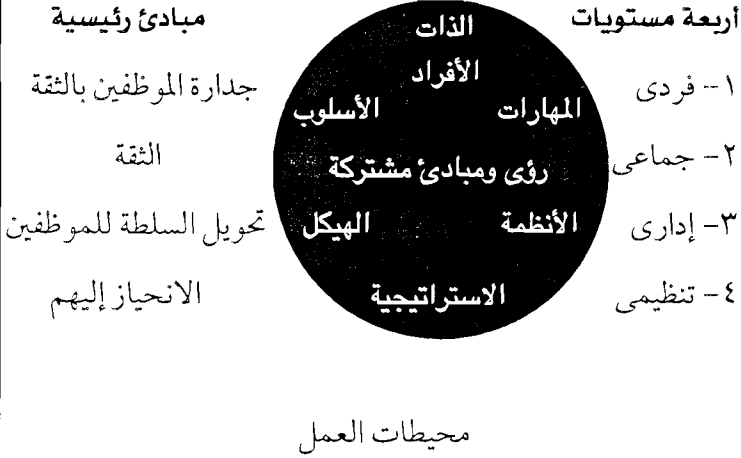 أربعة مستويات الذات مبادئ رئيسية
الأفراد
١- فردى المهارات الأسلوب جدارة الموظفين بالثقة
٢- جماعى رؤى ومبادئ مشتركة الثقة
٣- إدارى الأنظمة الهيكل تحويل السلطة للموظفين
٤- تنظيمى الاستراتيجية الانحياز إليهم
محيطات العمل